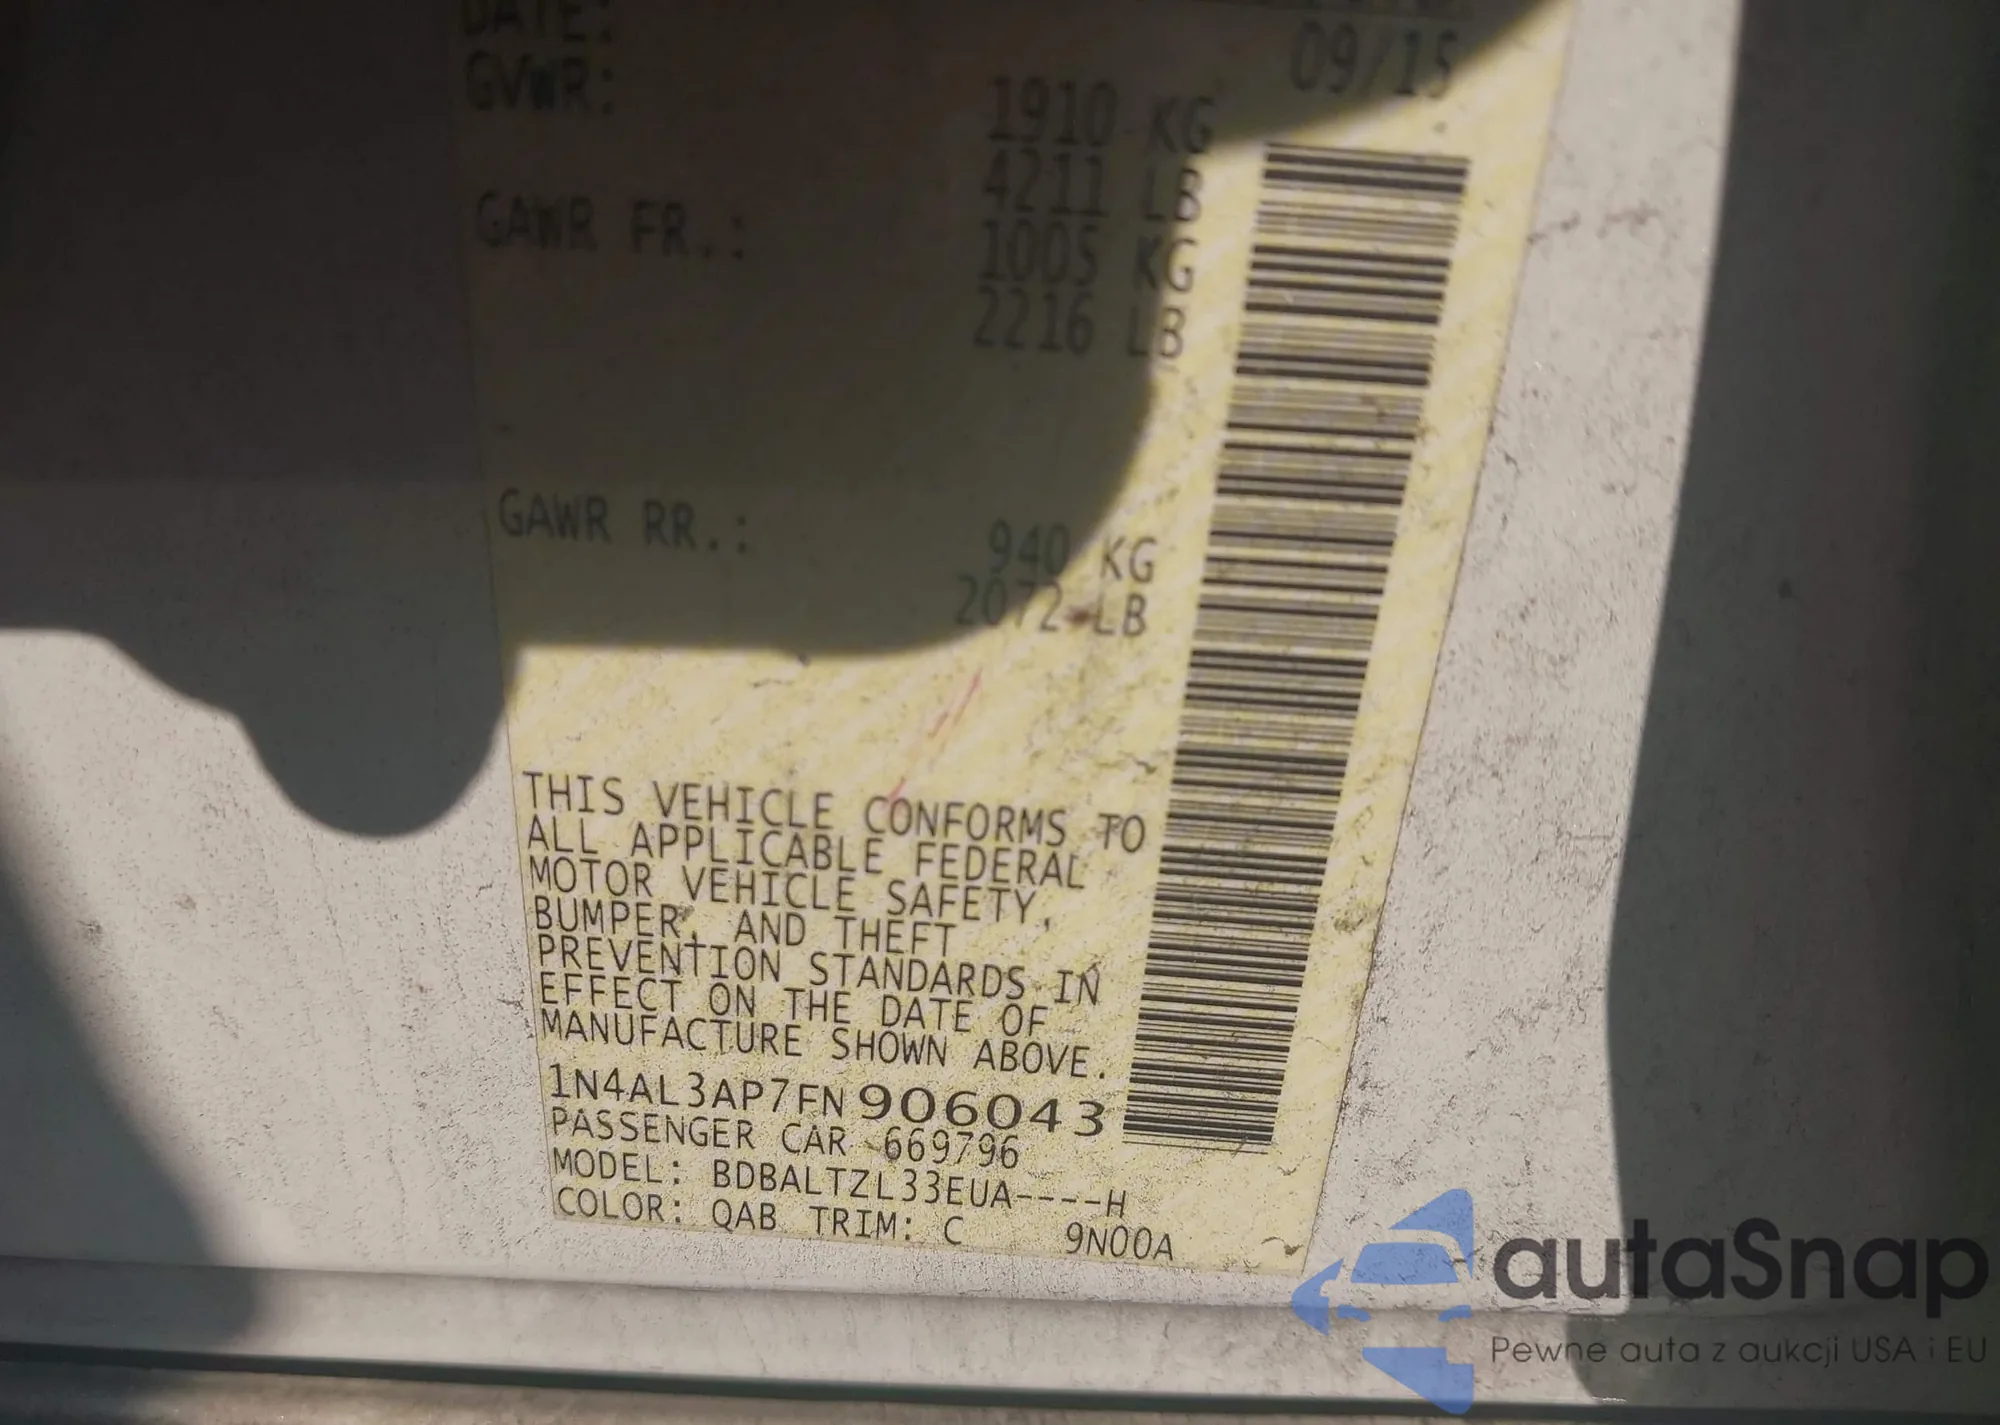 DATE:
09/15
GVWR:
1910 KG
4211 LB
GAWR FR.:
1005 KG
2216 LB
GAWR RR.:
940 KG
2072 LB
THIS VEHICLE CONFORMS TO
ALL APPLICABLE FEDERAL
MOTOR VEHICLE SAFETY,
BUMPER, AND THEFT
PREVENTION STANDARDS IN
EFFECT ON THE DATE OF
MANUFACTURE SHOWN ABOVE.
1N4AL3AP7FN906043
PASSENGER CAR 669796
MODEL: BDBALTZL33EUA----H
COLOR: QAB TRIM: C 9N00A
autaSnap
Pewne auta z aukcji USA i EU